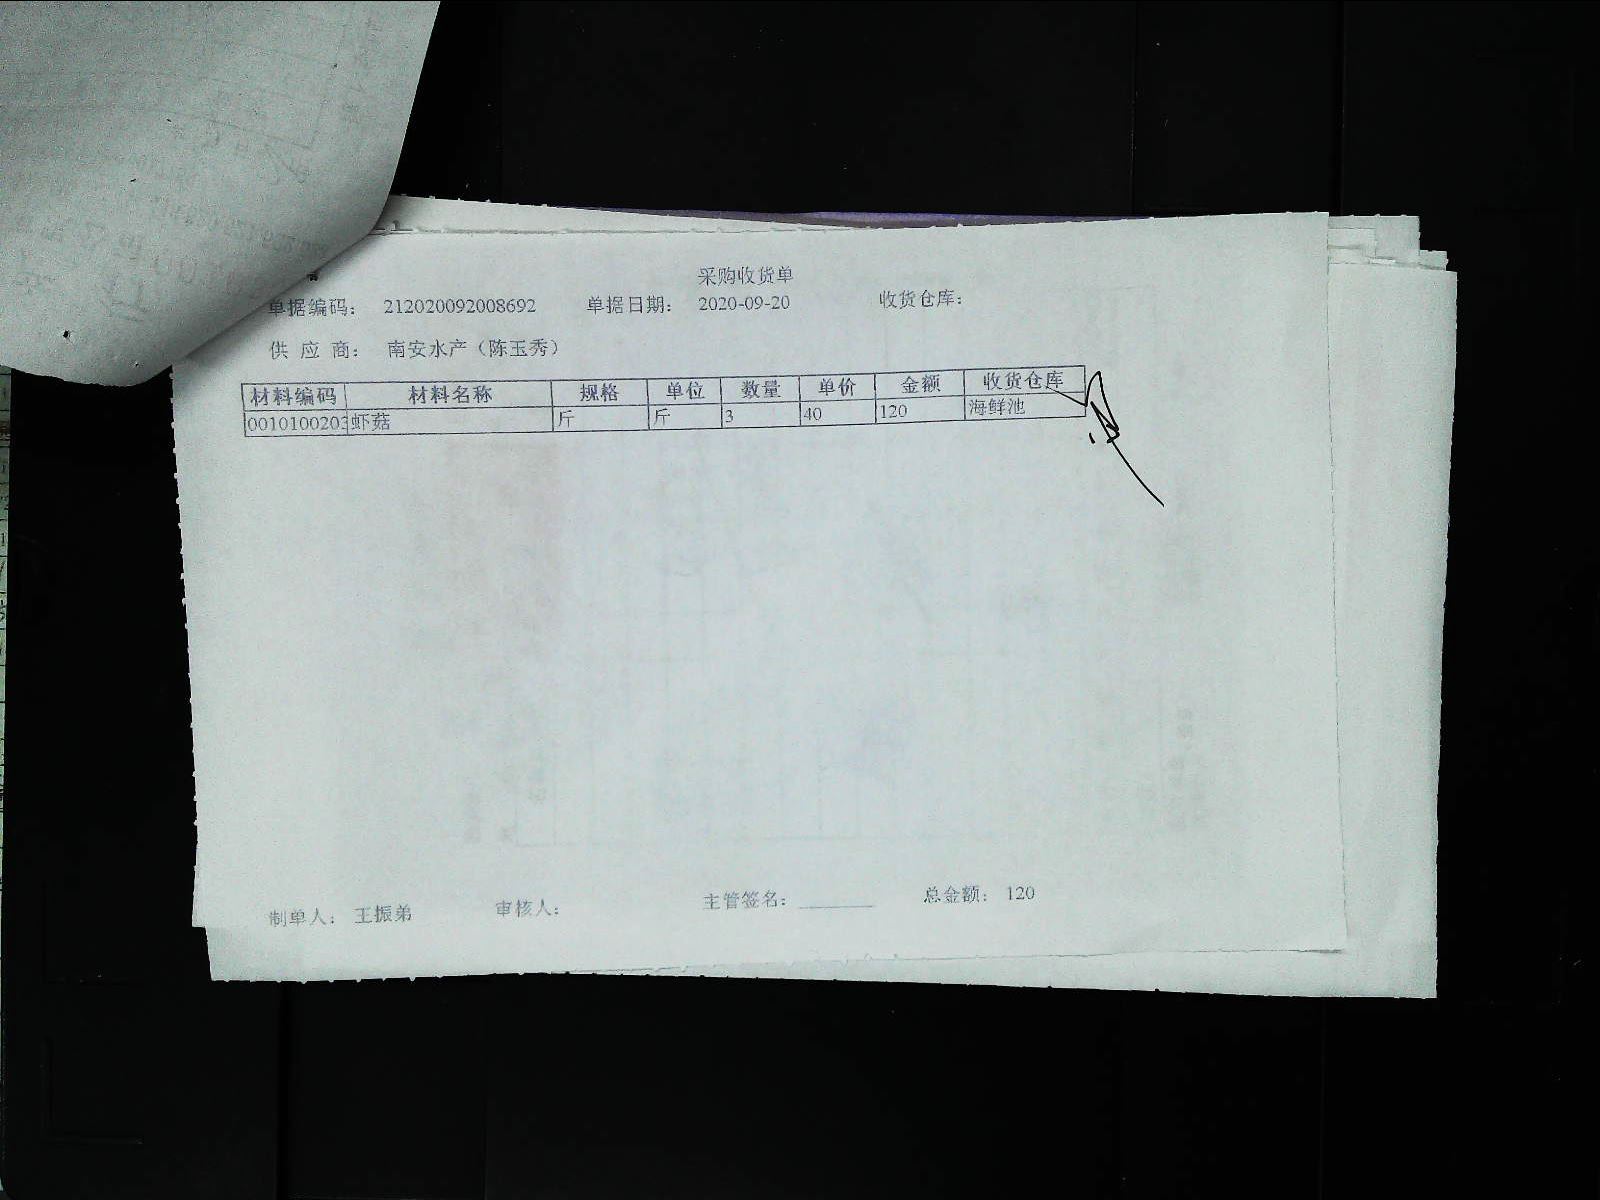 采购收货单
单据编码： 212020092008692 单据日期： 2020-09-20 收货仓库：
供 应 商： 南安水产（陈玉秀）
材料编码 材料名称 规格 单位 数量 单价 金额 收货仓库
0010100203 虾菇 斤 斤 3 40 120 海鲜池
制单人： 王振弟 审核人： 主管签名：________ 总金额： 120